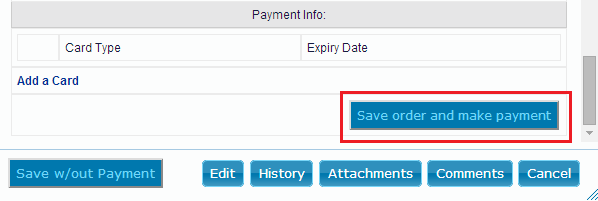 Payment Info:
Card Type Expiry Date
Add a Card
Save order and make payment
Save w/out Payment Edit History Attachments Comments Cancel